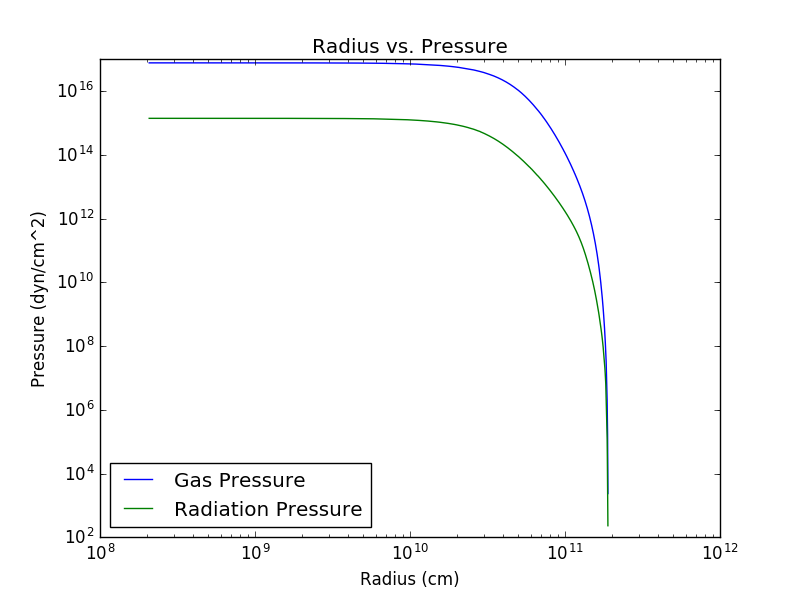 Radius vs. Pressure
Pressure (dyn/cm^2)
10^16
10^14
10^12
10^10
10^8
10^6
10^4
10^2
Gas Pressure
Radiation Pressure
10^8 10^9 10^10 10^11 10^12
Radius (cm)